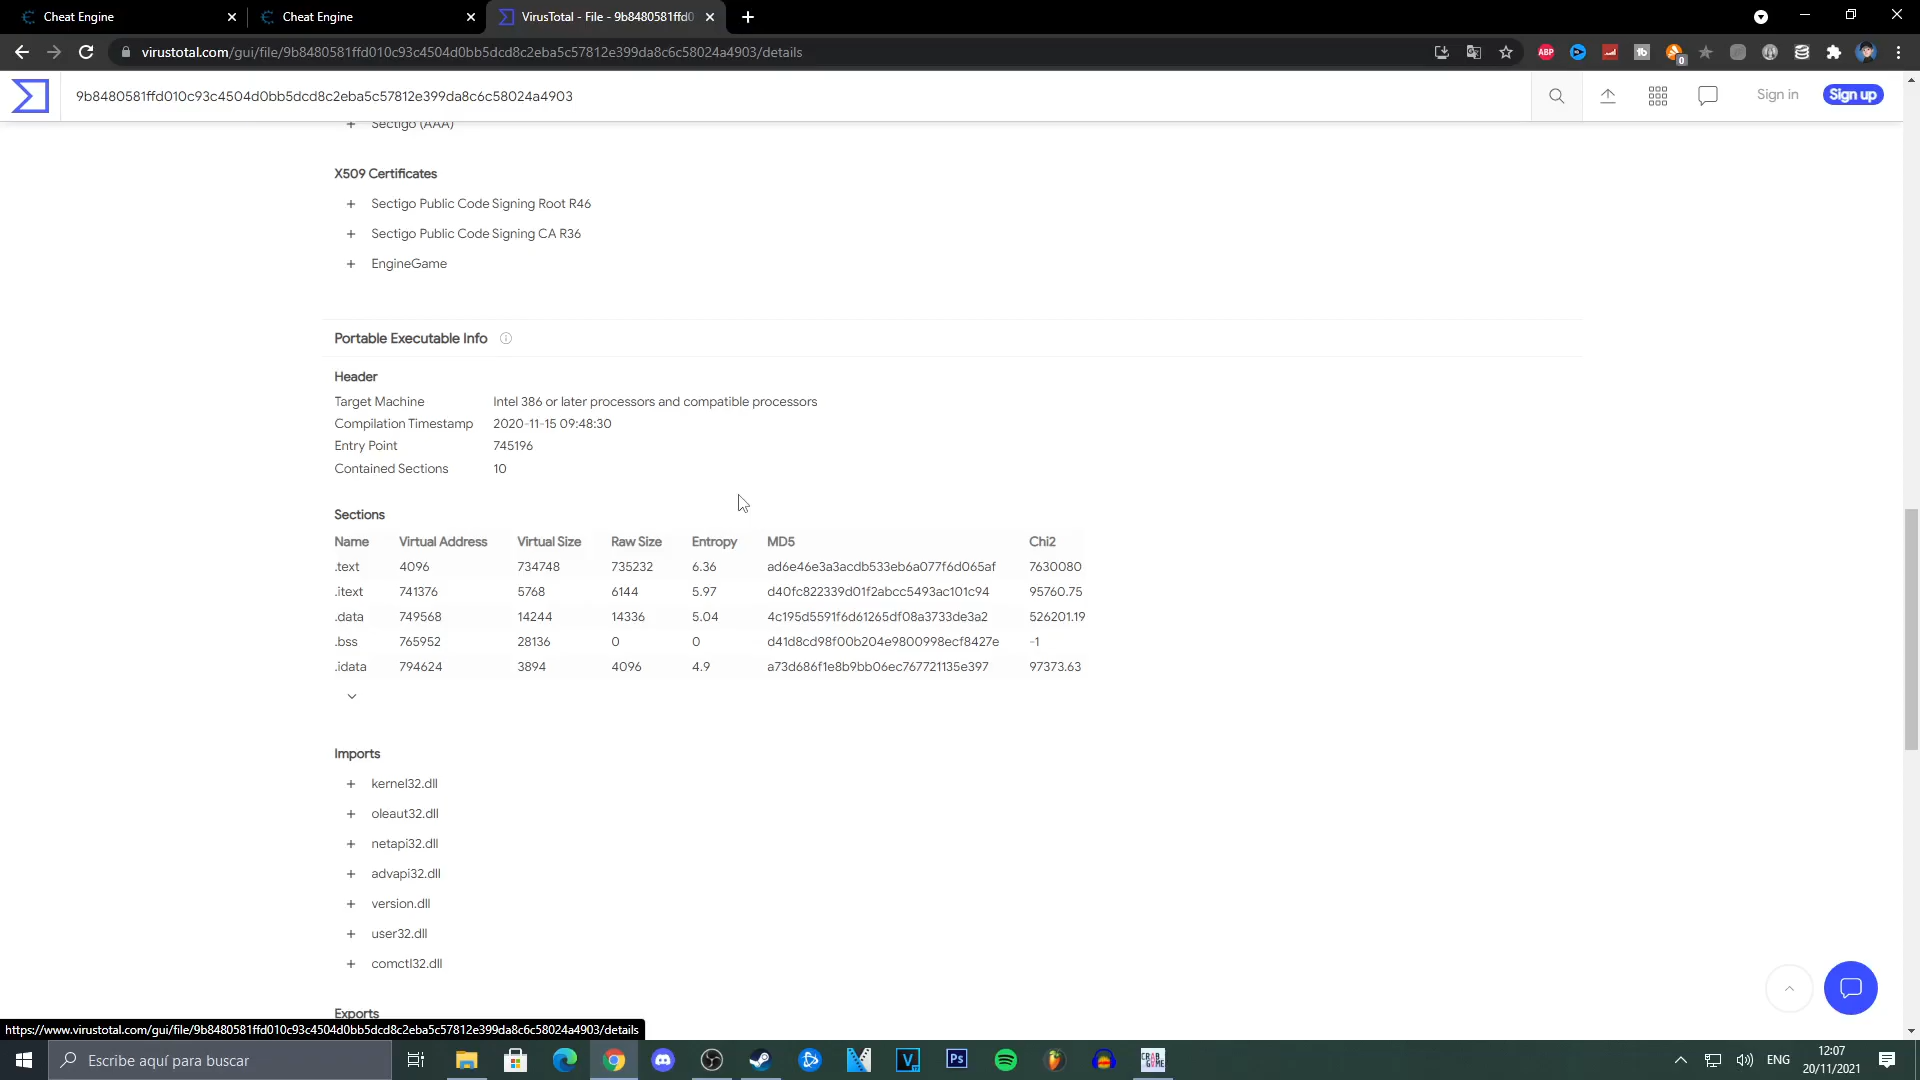 Cheat Engine
Cheat Engine
VirusTotal - File - 9b8480581ffd0
virustotal.com/gui/file/9b8480581ffd010c93c4504d0bb5dcd8c2eba5c57812e399da8c6c58024a4903/details
ABP
0
9b8480581ffd010c93c4504d0bb5dcd8c2eba5c57812e399da8c6c58024a4903
Sign in
Sign up
+ Sectigo (AAA)
X509 Certificates
+ Sectigo Public Code Signing Root R46
+ Sectigo Public Code Signing CA R36
+ EngineGame
Portable Executable Info
Header
Target Machine Intel 386 or later processors and compatible processors
Compilation Timestamp 2020-11-15 09:48:30
Entry Point 745196
Contained Sections 10
Sections
Name Virtual Address Virtual Size Raw Size Entropy MD5 Chi2
.text 4096 734748 735232 6.36 ad6e46e3a3acdb533eb6a077f6d065af 7630080
.itext 741376 5768 6144 5.97 d40fc822339d01f2abcc5493ac101c94 95760.75
.data 749568 14244 14336 5.04 4c195d5591f6d61265df08a3733de3a2 526201.19
.bss 765952 28136 0 0 d41d8cd98f00b204e9800998ecf8427e -1
.idata 794624 3894 4096 4.9 a73d686f1e8b9bb06ec767721135e397 97373.63
Imports
+ kernel32.dll
+ oleaut32.dll
+ netapi32.dll
+ advapi32.dll
+ version.dll
+ user32.dll
+ comctl32.dll
Exports
https://www.virustotal.com/gui/file/9b8480581ffd010c93c4504d0bb5dcd8c2eba5c57812e399da8c6c58024a4903/details
Escribe aquí para buscar
Ps
CRAB GAME
ENG
12:07
20/11/2021